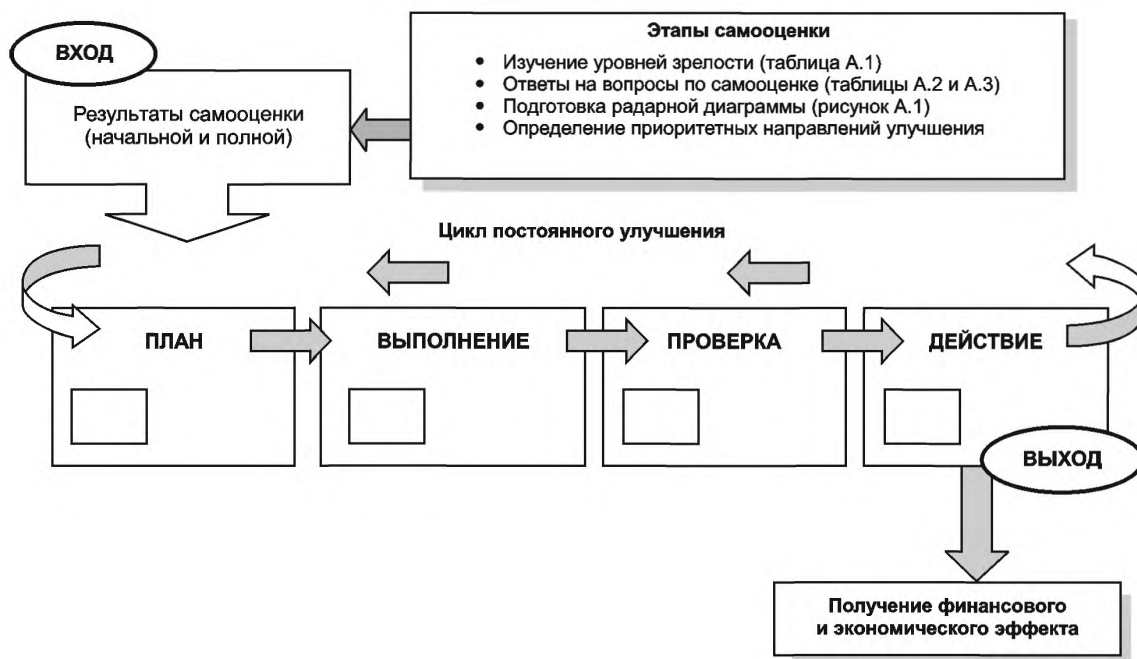 ВХОД
Результаты самооценки
(начальной и полной)
Этапы самооценки
• Изучение уровней зрелости (таблица А.1)
• Ответы на вопросы по самооценке (таблицы А.2 и А.3)
• Подготовка радарной диаграммы (рисунок А.1)
• Определение приоритетных направлений улучшения
Цикл постоянного улучшения
ПЛАН
ВЫПОЛНЕНИЕ
ПРОВЕРКА
ДЕЙСТВИЕ
ВЫХОД
Получение финансового
и экономического эффекта